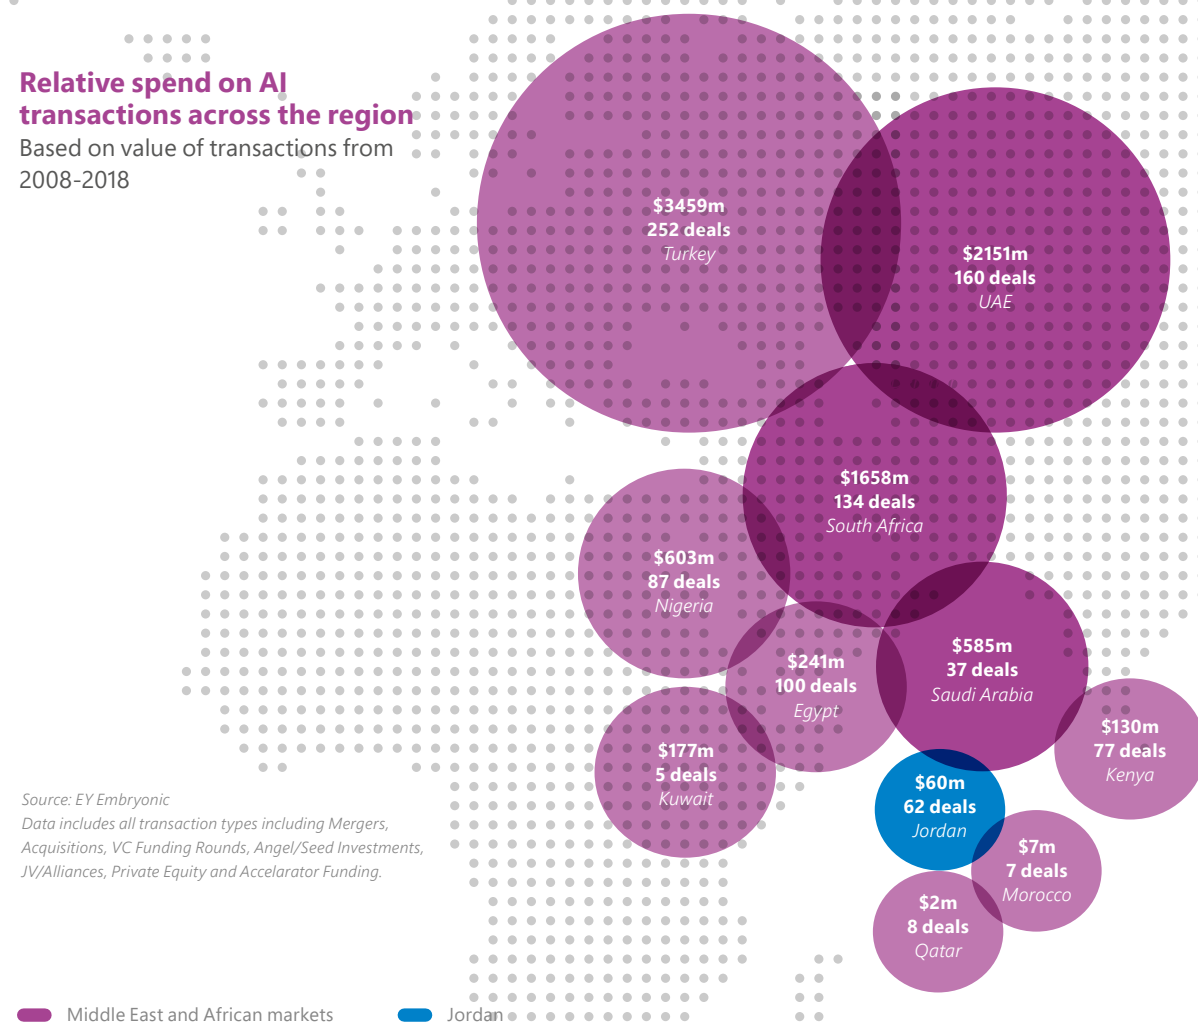 Relative spend on AI
transactions across the region
Based on value of transactions from
2008-2018
$3459m
252 deals
Turkey
$2151m
160 deals
UAE
$1658m
134 deals
South Africa
$603m
87 deals
Nigeria
$585m
37 deals
Saudi Arabia
$241m
100 deals
Egypt
$130m
77 deals
Kenya
$177m
5 deals
Kuwait
$60m
62 deals
Jordan
$7m
7 deals
Morocco
$2m
8 deals
Qatar
Source: EY Embryonic
Data includes all transaction types including Mergers,
Acquisitions, VC Funding Rounds, Angel/Seed Investments,
JV/Alliances, Private Equity and Accelarator Funding.
Middle East and African markets
Jordan